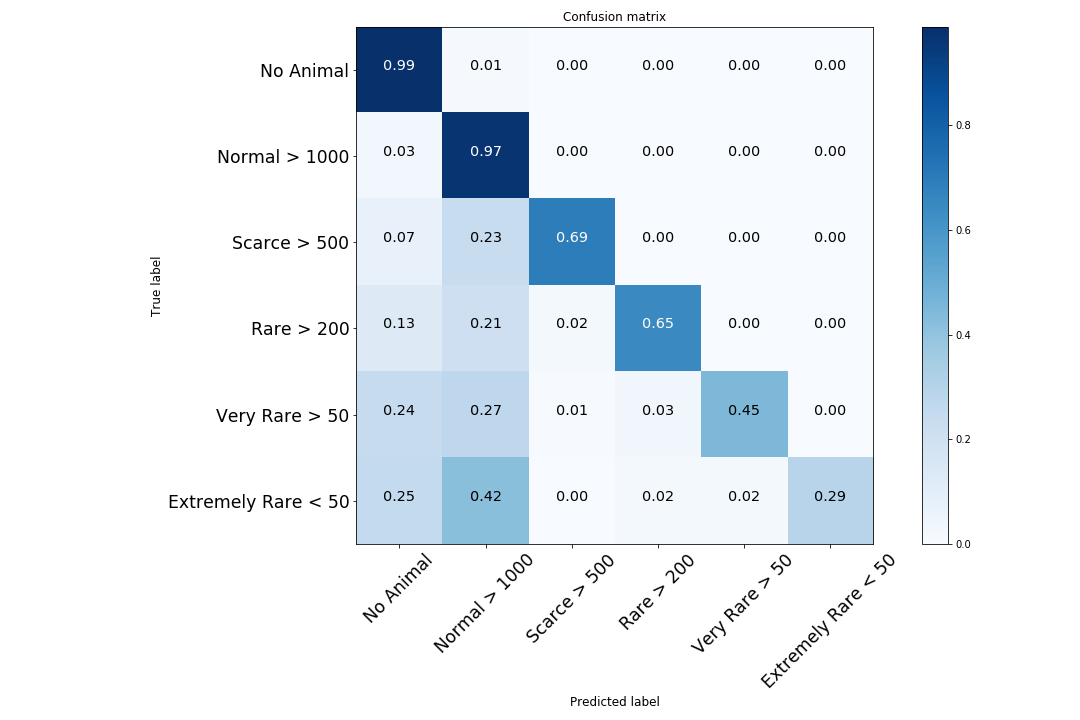 Confusion matrix
No Animal 0.99 0.01 0.00 0.00 0.00 0.00
Normal > 1000 0.03 0.97 0.00 0.00 0.00 0.00
Scarce > 500 0.07 0.23 0.69 0.00 0.00 0.00
Rare > 200 0.13 0.21 0.02 0.65 0.00 0.00
Very Rare > 50 0.24 0.27 0.01 0.03 0.45 0.00
Extremely Rare < 50 0.25 0.42 0.00 0.02 0.02 0.29
True label
No Animal
Normal > 1000
Scarce > 500
Rare > 200
Very Rare > 50
Extremely Rare < 50
Predicted label
0.8
0.6
0.4
0.2
0.0